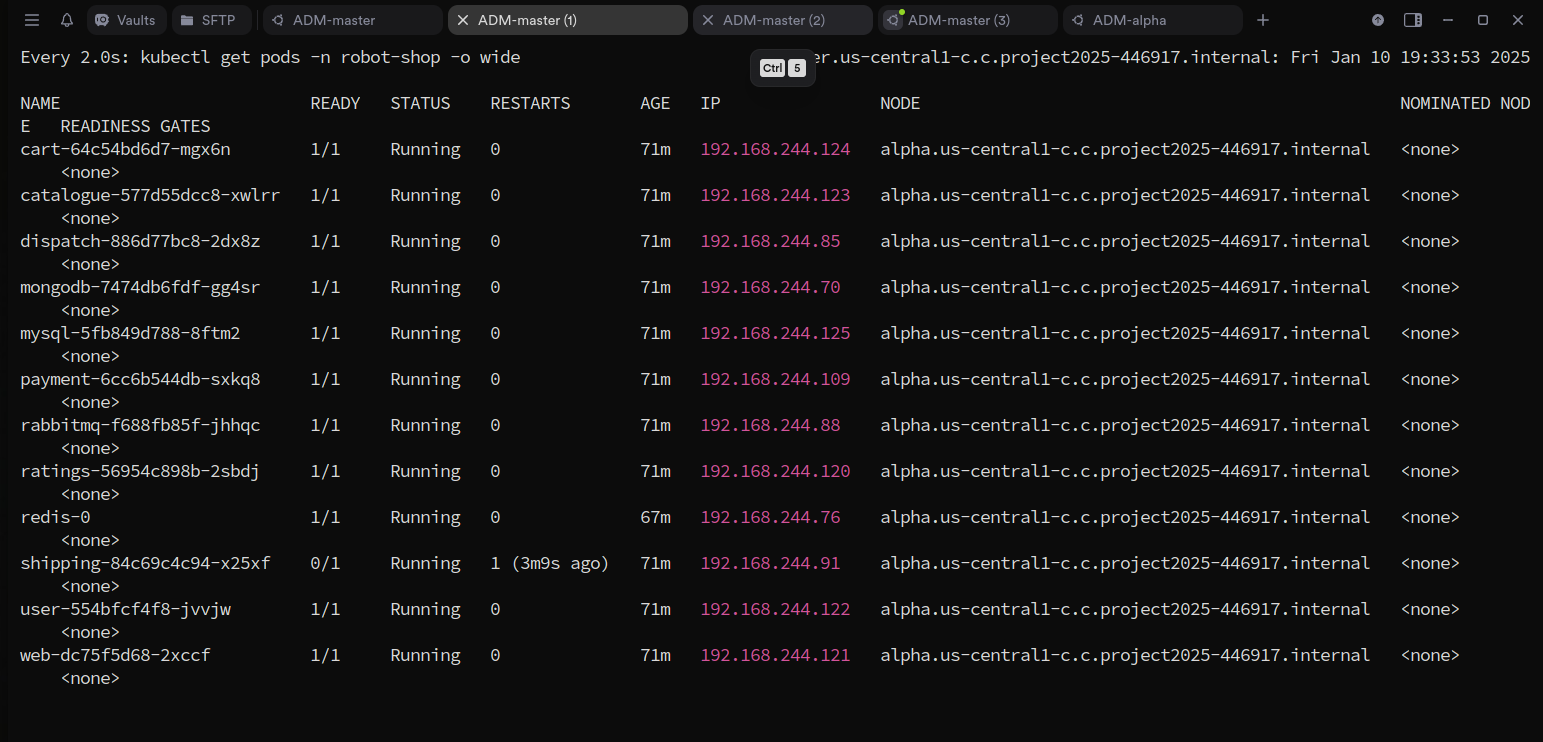 Vaults SFTP ADM-master ADM-master (1) ADM-master (2) ADM-master (3) ADM-alpha
Every 2.0s: kubectl get pods -n robot-shop -o wide er.us-central1-c.c.project2025-446917.internal: Fri Jan 10 19:33:53 2025
Ctrl 5
NAME READY STATUS RESTARTS AGE IP NODE NOMINATED NOD
E READINESS GATES
cart-64c54bd6d7-mgx6n 1/1 Running 0 71m 192.168.244.124 alpha.us-central1-c.c.project2025-446917.internal <none>
<none>
catalogue-577d55dcc8-xwlrr 1/1 Running 0 71m 192.168.244.123 alpha.us-central1-c.c.project2025-446917.internal <none>
<none>
dispatch-886d77bc8-2dx8z 1/1 Running 0 71m 192.168.244.85 alpha.us-central1-c.c.project2025-446917.internal <none>
<none>
mongodb-7474db6fdf-gg4sr 1/1 Running 0 71m 192.168.244.70 alpha.us-central1-c.c.project2025-446917.internal <none>
<none>
mysql-5fb849d788-8ftm2 1/1 Running 0 71m 192.168.244.125 alpha.us-central1-c.c.project2025-446917.internal <none>
<none>
payment-6cc6b544db-sxkq8 1/1 Running 0 71m 192.168.244.109 alpha.us-central1-c.c.project2025-446917.internal <none>
<none>
rabbitmq-f688fb85f-jhhqc 1/1 Running 0 71m 192.168.244.88 alpha.us-central1-c.c.project2025-446917.internal <none>
<none>
ratings-56954c898b-2sbdj 1/1 Running 0 71m 192.168.244.120 alpha.us-central1-c.c.project2025-446917.internal <none>
<none>
redis-0 1/1 Running 0 67m 192.168.244.76 alpha.us-central1-c.c.project2025-446917.internal <none>
<none>
shipping-84c69c4c94-x25xf 0/1 Running 1 (3m9s ago) 71m 192.168.244.91 alpha.us-central1-c.c.project2025-446917.internal <none>
<none>
user-554bfcf4f8-jvvjw 1/1 Running 0 71m 192.168.244.122 alpha.us-central1-c.c.project2025-446917.internal <none>
<none>
web-dc75f5d68-2xccf 1/1 Running 0 71m 192.168.244.121 alpha.us-central1-c.c.project2025-446917.internal <none>
<none>